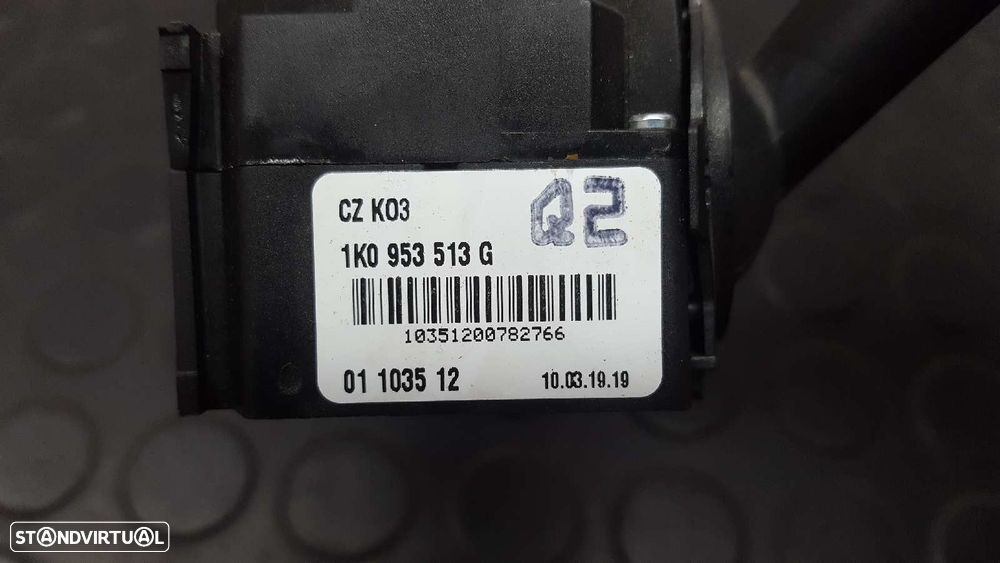 CZ K03
Q2
1K0 953 513 G
10351200782766
01 1035 12
10.03.19.19
STANDVIRTUAL